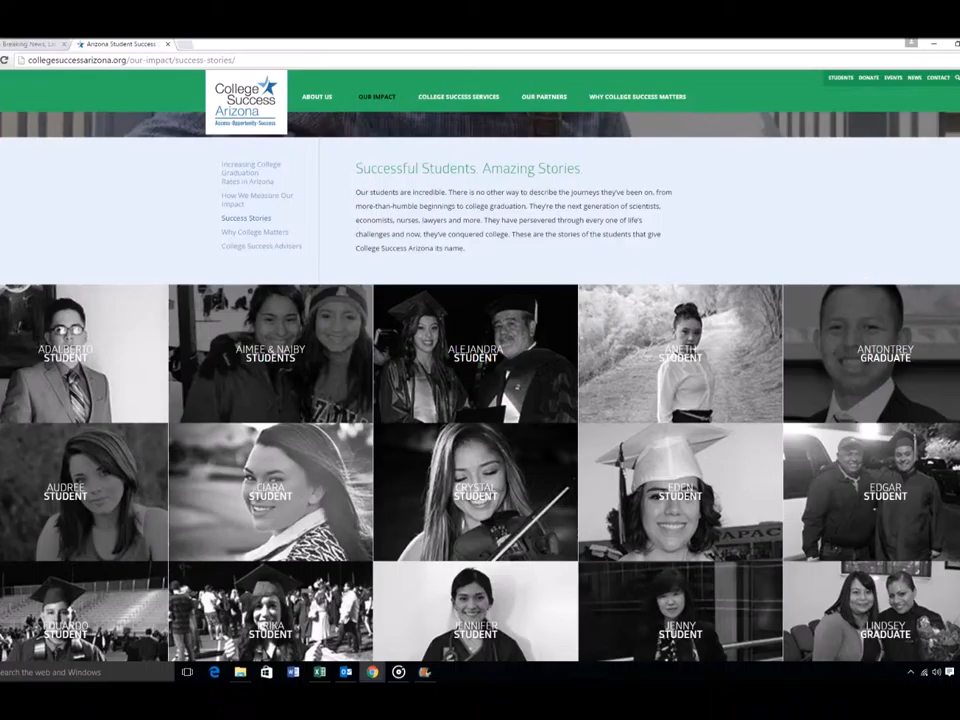 Breaking News, Lo
Arizona Student Success
collegesuccessarizona.org/our-impact/success-stories/
STUDENTS DONATE EVENTS NEWS CONTACT
College
Success
Arizona
Access. Opportunity. Success.
ABOUT US OUR IMPACT COLLEGE SUCCESS SERVICES OUR PARTNERS WHY COLLEGE SUCCESS MATTERS
Increasing College
Graduation
Rates in Arizona
How We Measure Our
Impact
Success Stories
Why College Matters
College Success Advisers
Successful Students. Amazing Stories.
Our students are incredible. There is no other way to describe the journeys they've been on, from
more-than-humble beginnings to college graduation. They're the next generation of scientists,
economists, nurses, lawyers and more. They have persevered through every one of life's
challenges and now, they've conquered college. These are the stories of the students that give
College Success Arizona its name.
ADALBERTO
STUDENT
AIMEE & NAIBY
STUDENTS
ALEJANDRA
STUDENT
ANETH
STUDENT
ANTONTREY
GRADUATE
AUDREE
STUDENT
CIARA
STUDENT
CRYSTAL
STUDENT
EDEN
STUDENT
EDGAR
STUDENT
EDUARDO
STUDENT
ERIKA
STUDENT
JENNIFER
STUDENT
JENNY
STUDENT
LINDSEY
GRADUATE
earch the web and Windows